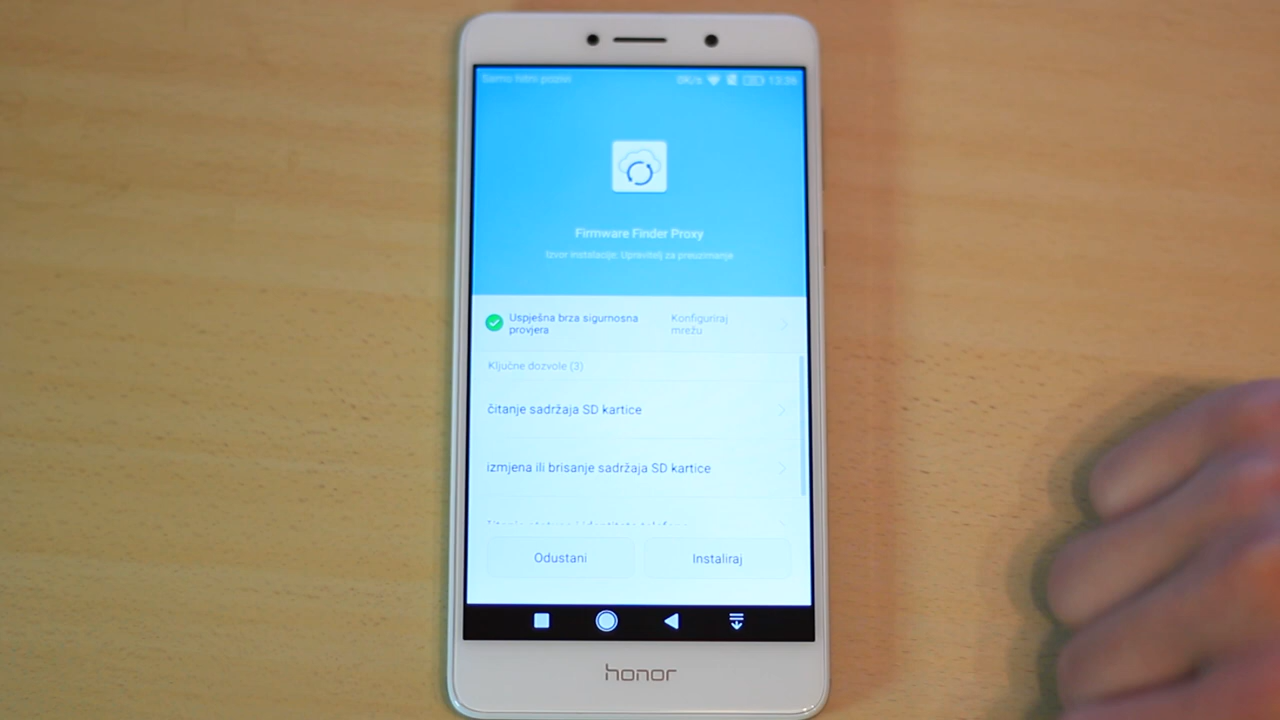 Samo hitni pozivi
0K/s 13:36
Firmware Finder Proxy
Izvor instalacije: Upravitelj za preuzimanje
Uspješna brza sigurnosna
provjera
Konfiguriraj
mrežu
Ključne dozvole (3)
čitanje sadržaja SD kartice
izmjena ili brisanje sadržaja SD kartice
Odustani
Instaliraj
honor